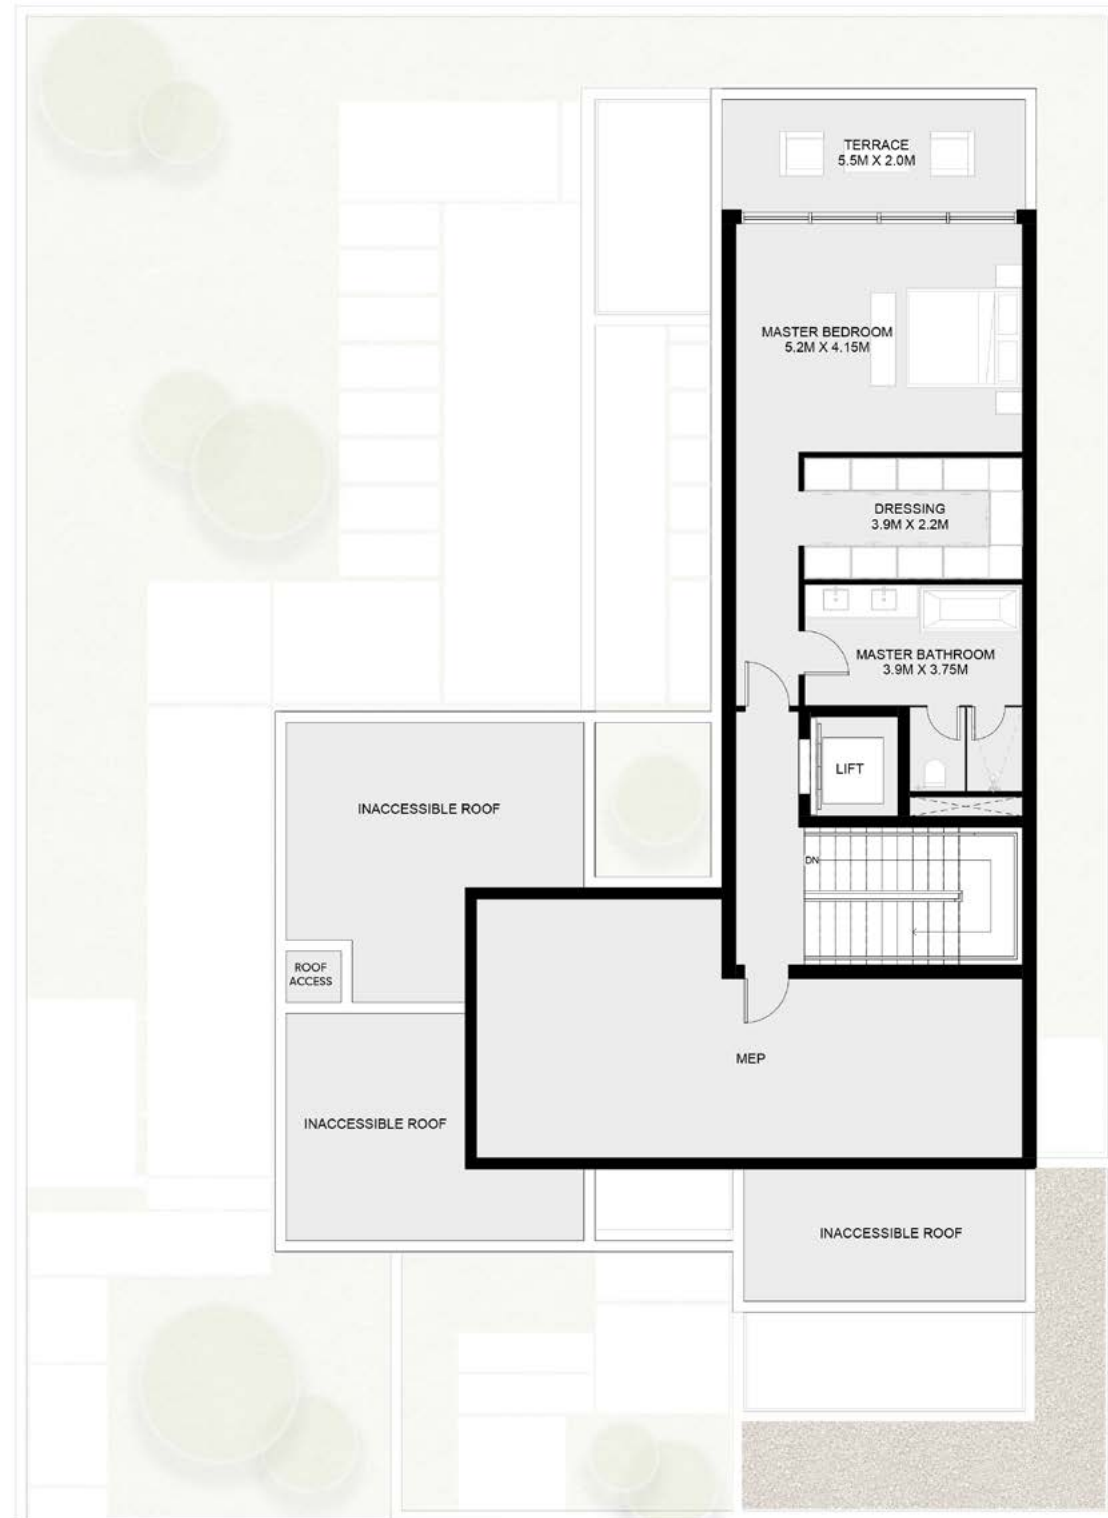 TERRACE
5.5M X 2.0M
MASTER BEDROOM
5.2M X 4.15M
DRESSING
3.9M X 2.2M
MASTER BATHROOM
3.9M X 3.75M
LIFT
INACCESSIBLE ROOF
DN
ROOF
ACCESS
MEP
INACCESSIBLE ROOF
INACCESSIBLE ROOF